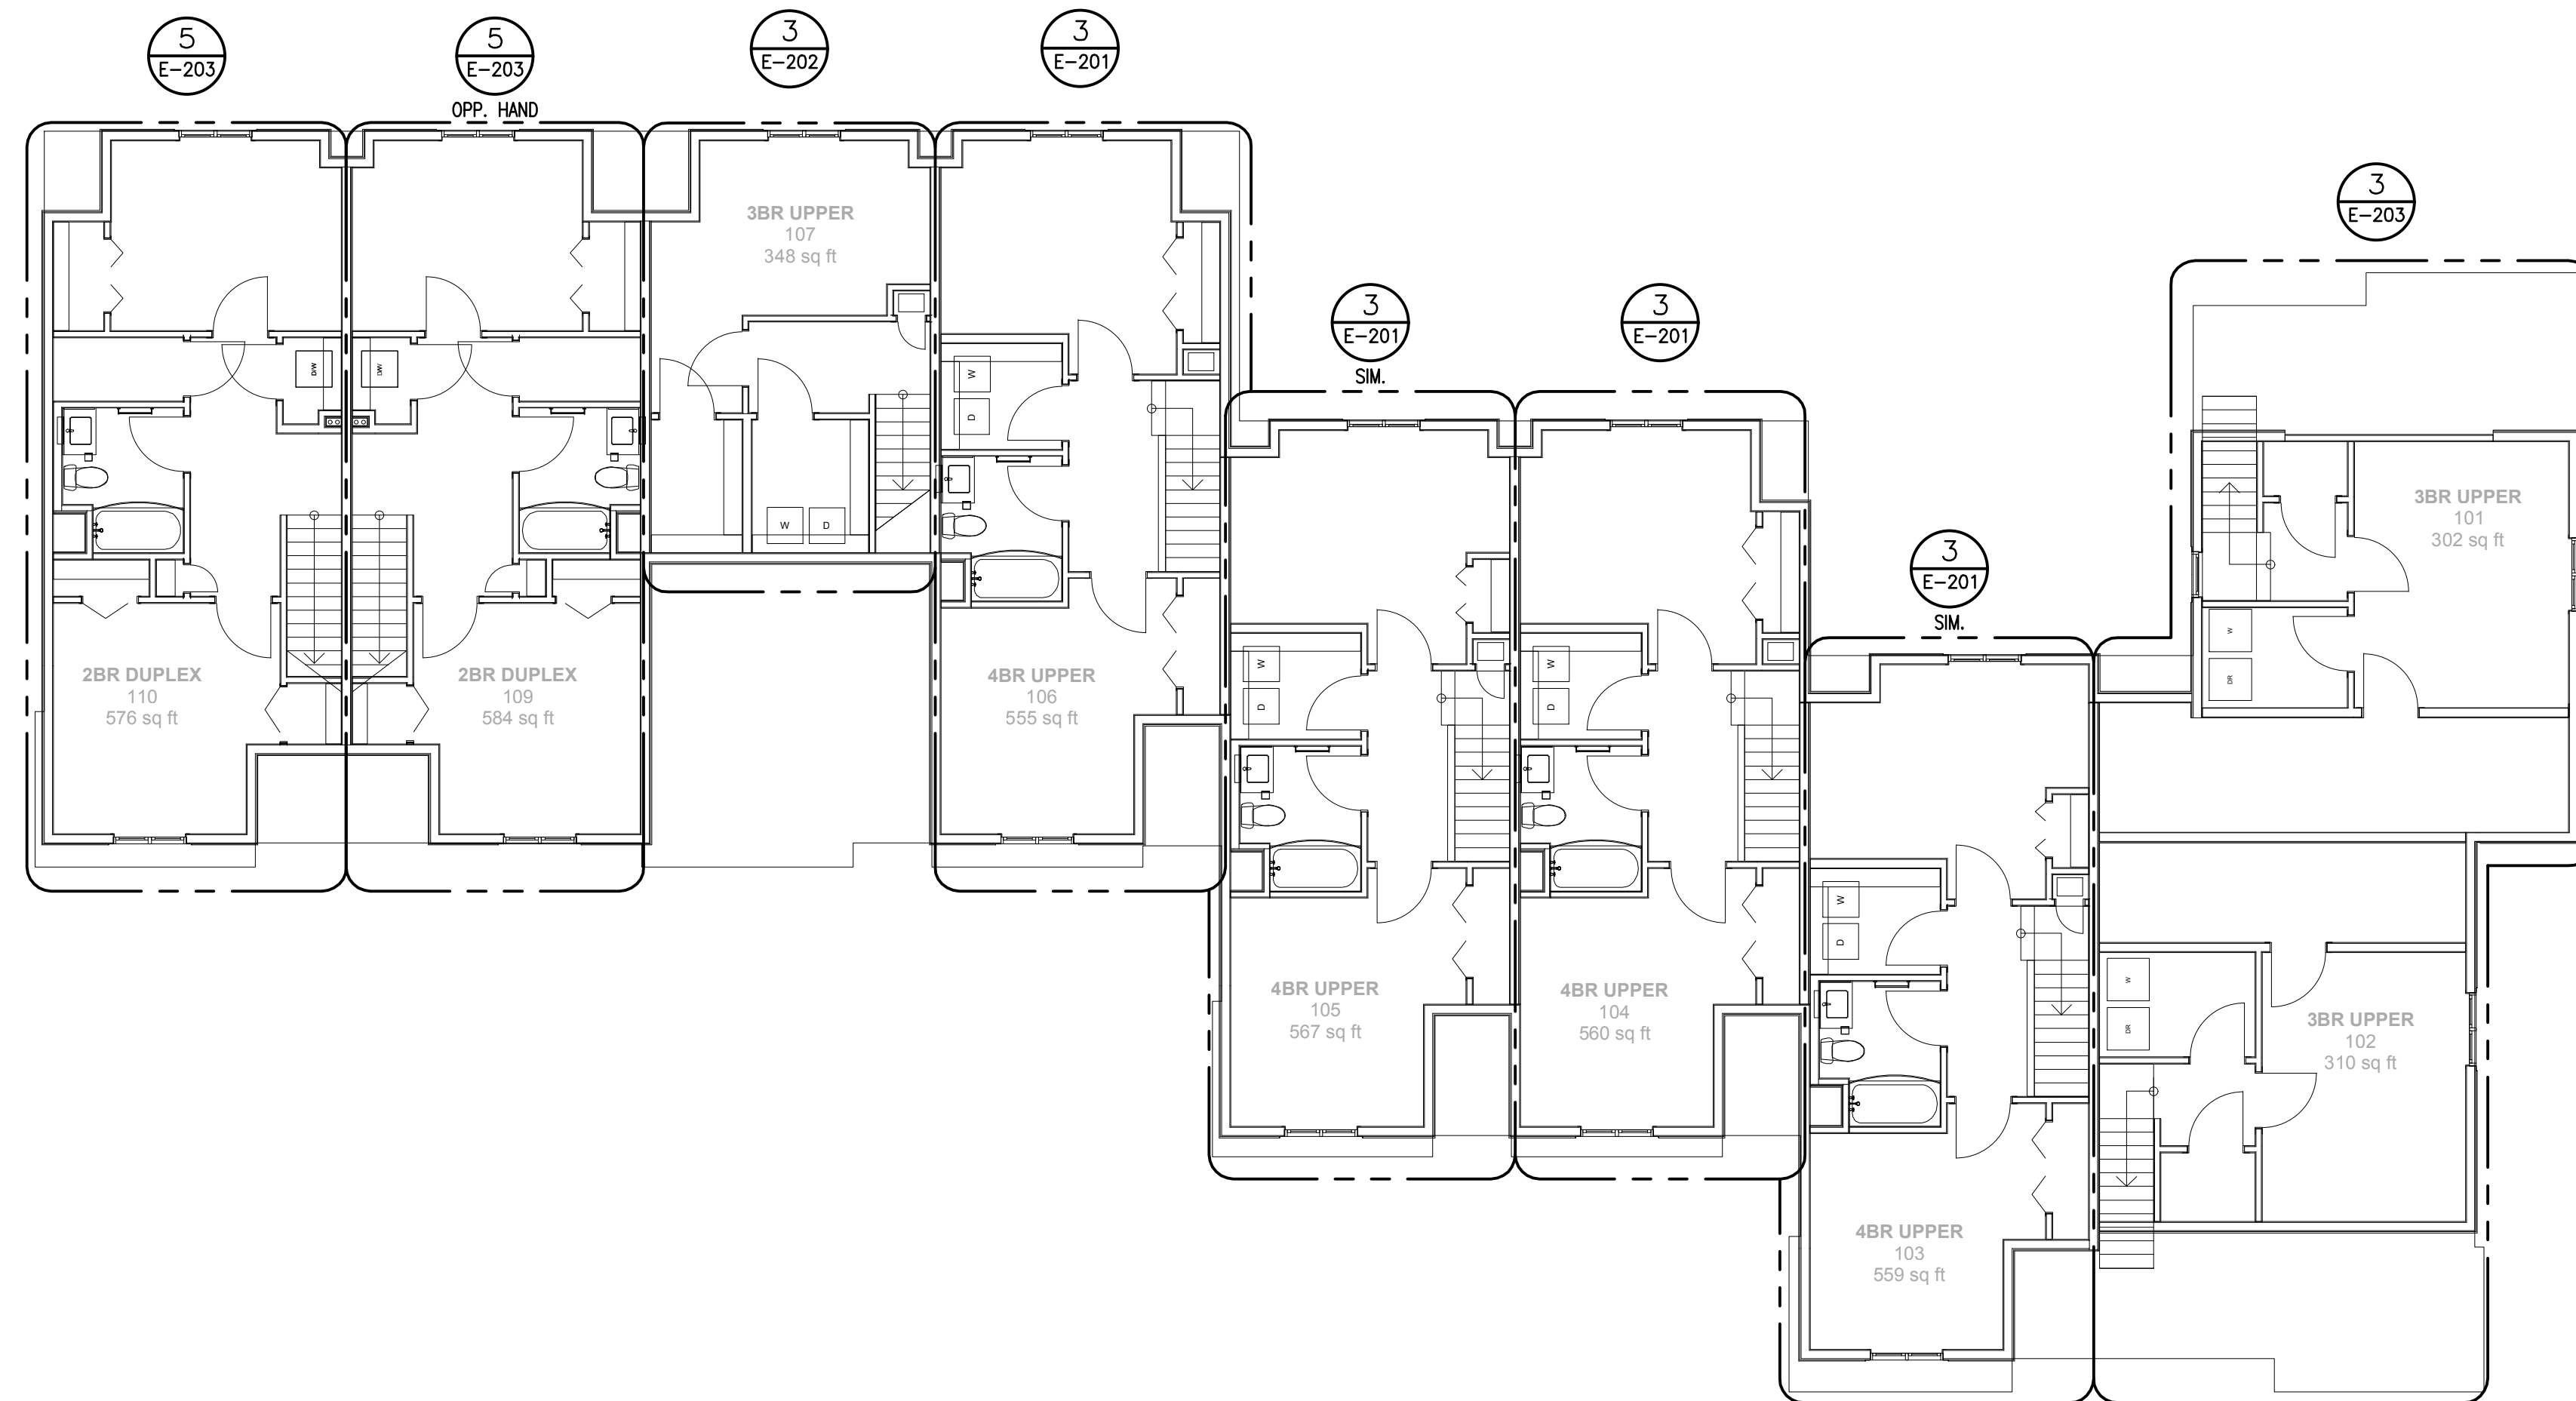 5
E-203
5
E-203
OPP. HAND
3
E-202
3
E-201
3
E-201
SIM.
3
E-201
3
E-201
SIM.
3
E-203
2BR DUPLEX
110
576 sq ft
D/W
2BR DUPLEX
109
584 sq ft
D/W
3BR UPPER
107
348 sq ft
W
D
4BR UPPER
106
555 sq ft
W
D
4BR UPPER
105
567 sq ft
W
D
4BR UPPER
104
560 sq ft
W
D
4BR UPPER
103
559 sq ft
W
D
3BR UPPER
101
302 sq ft
W
DR
3BR UPPER
102
310 sq ft
W
DR